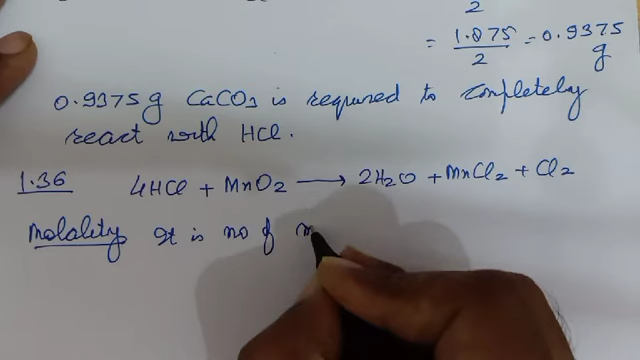 2
= 1.875 / 2 = 0.9375 g
0.9375 g CaCO3 is required to completely
react with HCl.
1.36 4HCl + MnO2 ⟶ 2H2O + MnCl2 + Cl2
Molality It is no of m